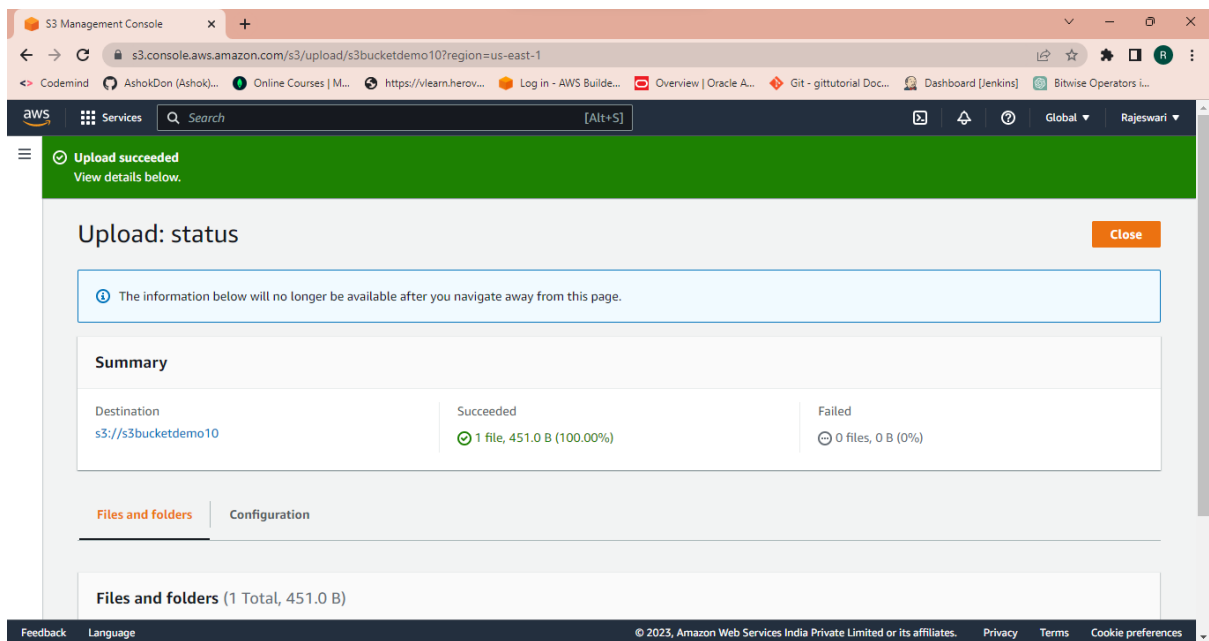 S3 Management Console
s3.console.aws.amazon.com/s3/upload/s3bucketdemo10?region=us-east-1
R
<> Codemind AshokDon (Ashok)... Online Courses | M... https://vlearn.herov... Log in - AWS Builde... Overview | Oracle A... Git - gittutorial Doc... Dashboard [Jenkins] Bitwise Operators i...
aws Services Search [Alt+S] Global Rajeswari
Upload succeeded
View details below.
Upload: status Close
The information below will no longer be available after you navigate away from this page.
Summary
Destination Succeeded Failed
s3://s3bucketdemo10 1 file, 451.0 B (100.00%) 0 files, 0 B (0%)
Files and folders Configuration
Files and folders (1 Total, 451.0 B)
Feedback Language © 2023, Amazon Web Services India Private Limited or its affiliates. Privacy Terms Cookie preferences